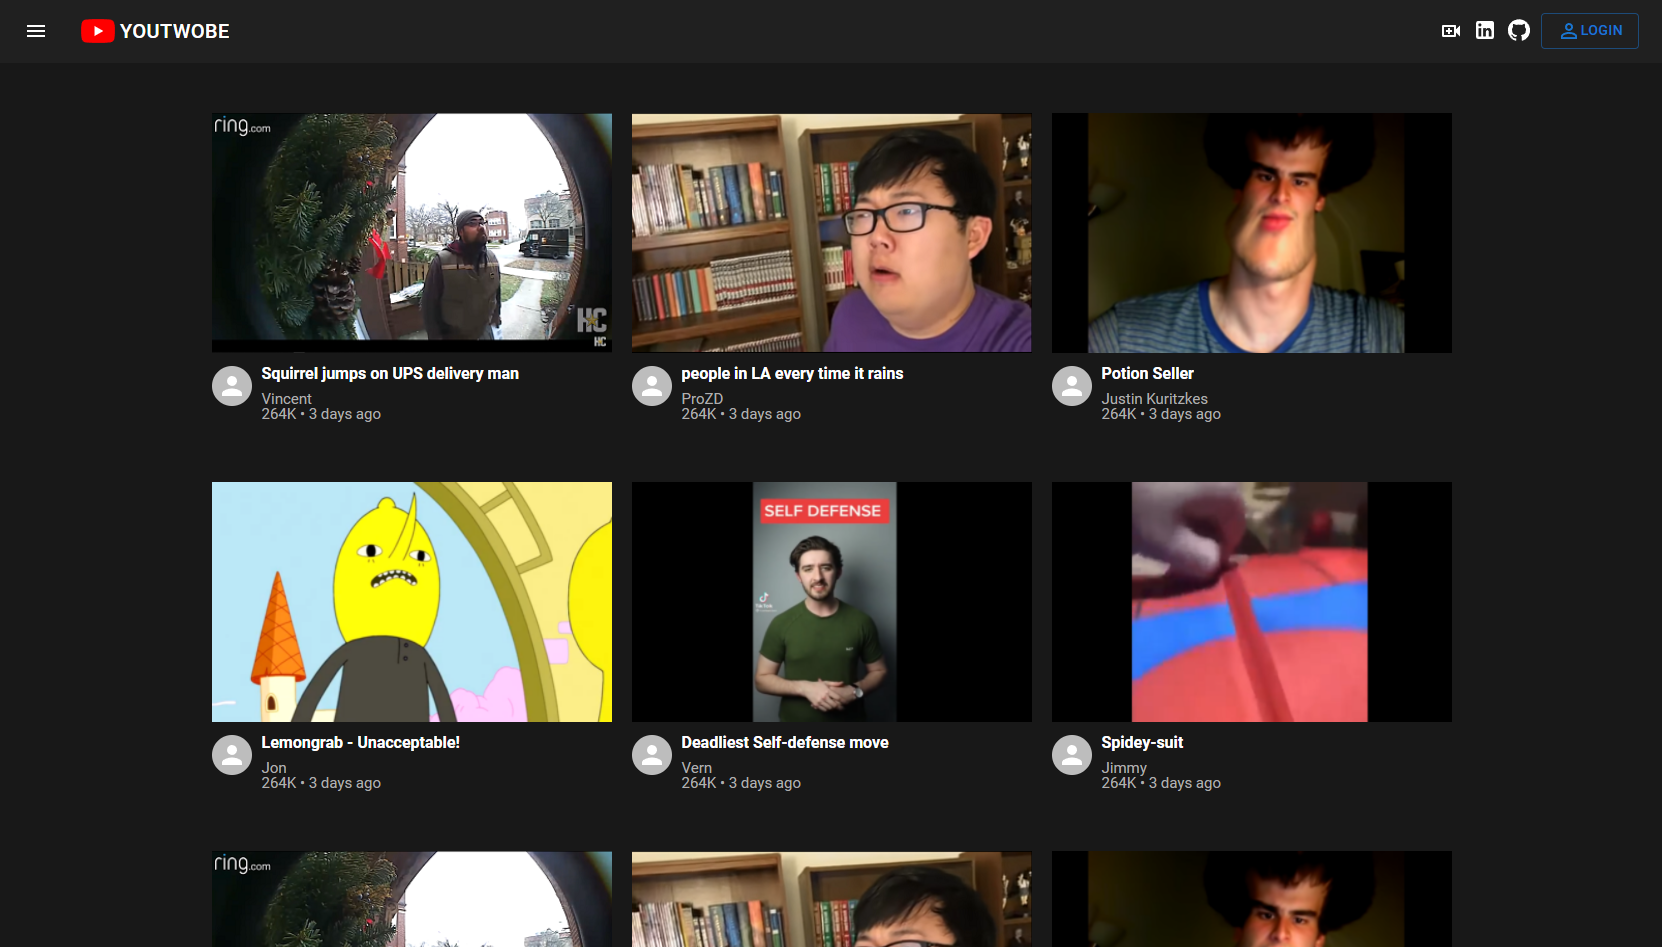 YOUTWOBE
LOGIN
ring.com
HC
HC
Squirrel jumps on UPS delivery man
Vincent
264K • 3 days ago
people in LA every time it rains
ProZD
264K • 3 days ago
Potion Seller
Justin Kuritzkes
264K • 3 days ago
SELF DEFENSE
TikTok
Lemongrab - Unacceptable!
Jon
264K • 3 days ago
Deadliest Self-defense move
Vern
264K • 3 days ago
Spidey-suit
Jimmy
264K • 3 days ago
ring.com